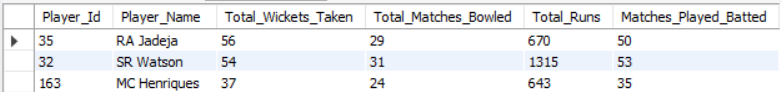 Player_Id Player_Name Total_Wickets_Taken Total_Matches_Bowled Total_Runs Matches_Played_Batted
35 RA Jadeja 56 29 670 50
32 SR Watson 54 31 1315 53
163 MC Henriques 37 24 643 35